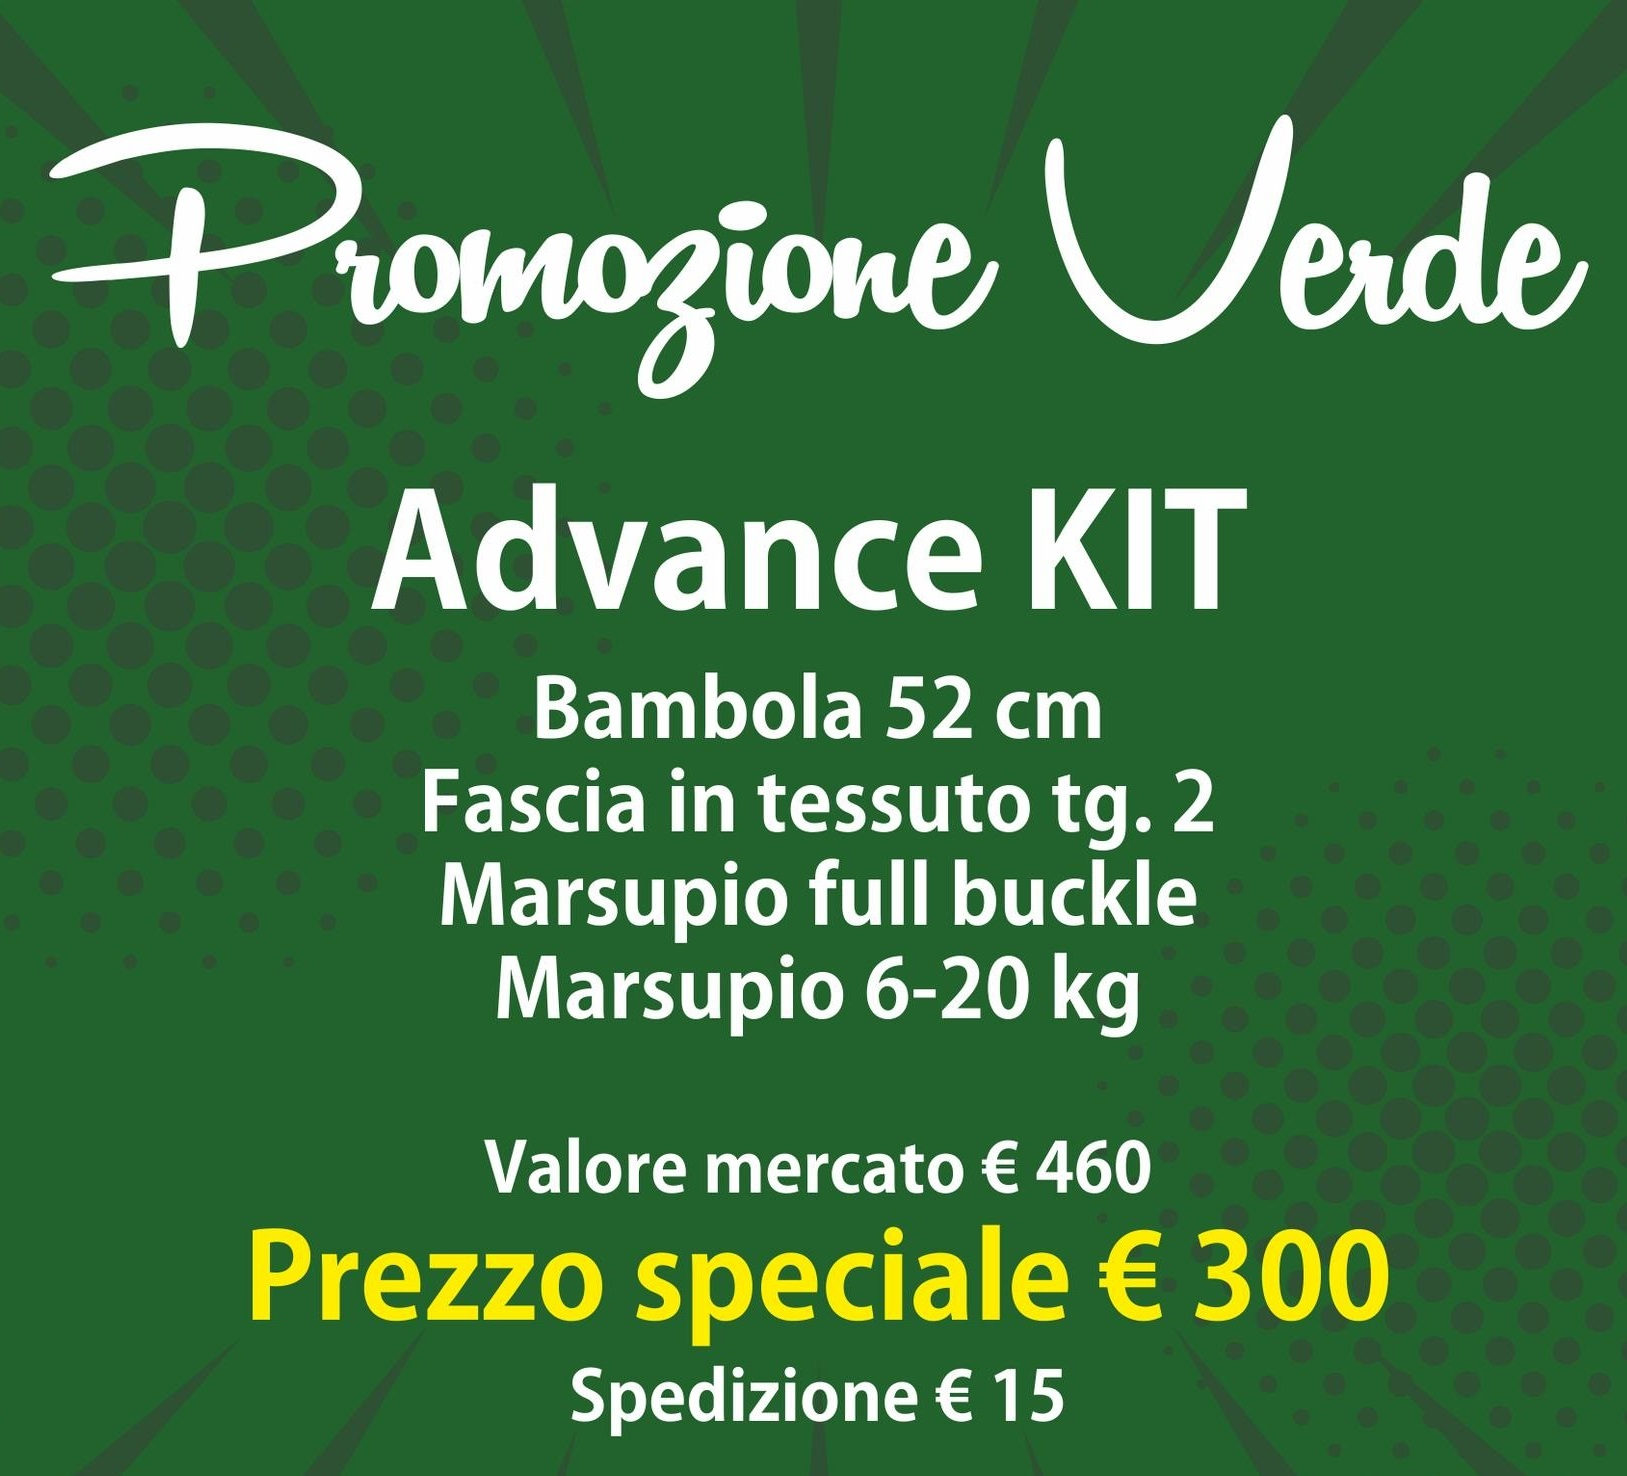 Promozione Verde
Advance KIT
Bambola 52 cm
Fascia in tessuto tg. 2
Marsupio full buckle
Marsupio 6-20 kg
Valore mercato € 460
Prezzo speciale € 300
Spedizione € 15